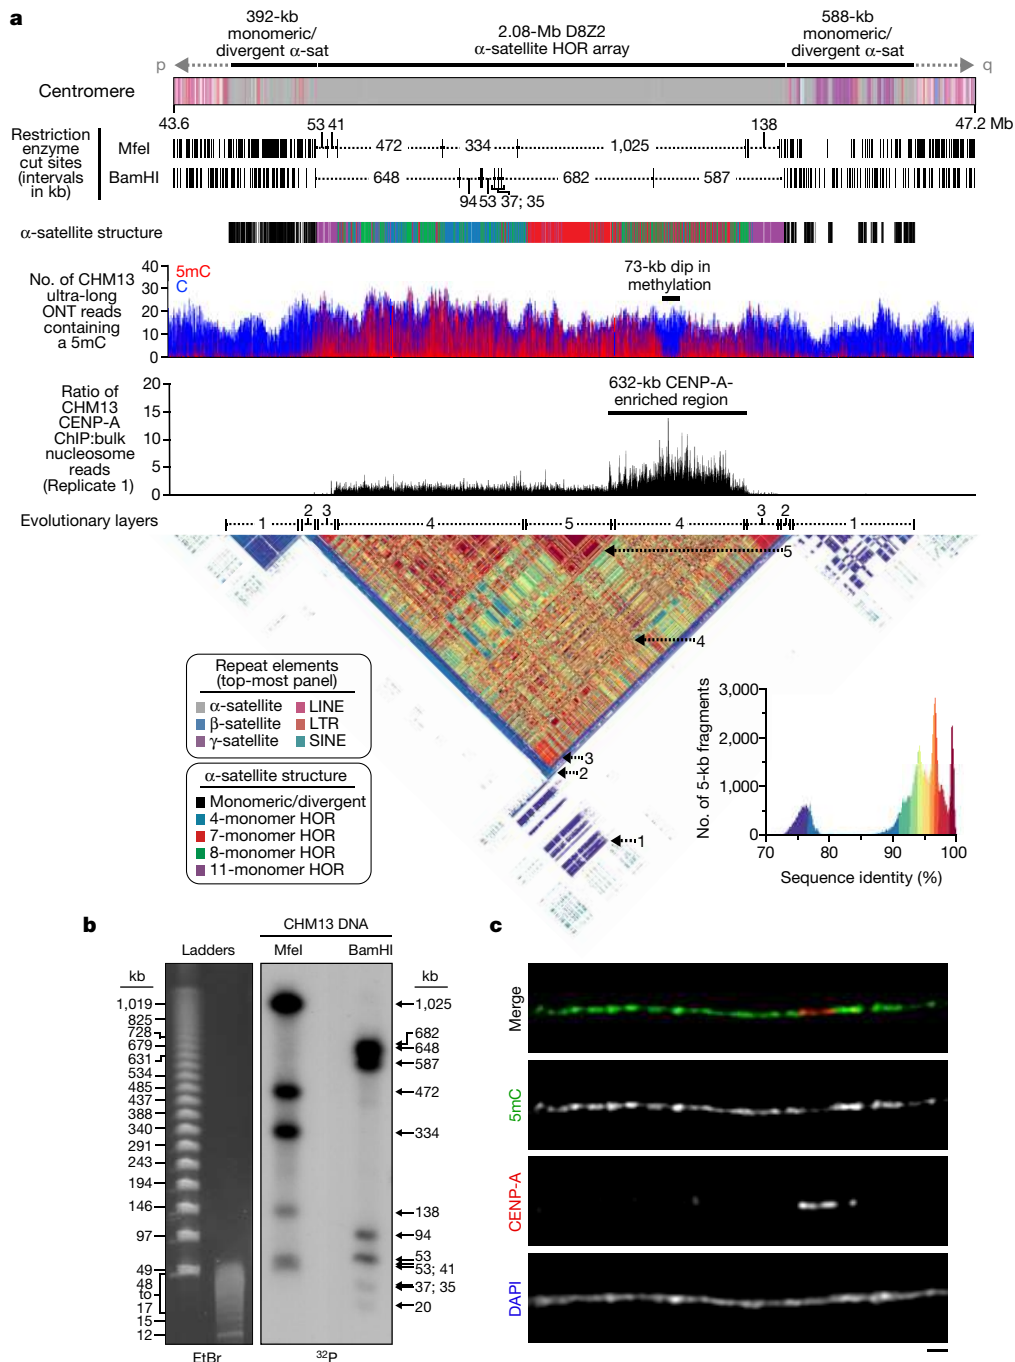 a
392-kb
monomeric/
divergent α-sat
2.08-Mb D8Z2
α-satellite HOR array
588-kb
monomeric/
divergent α-sat
p
q
Centromere
43.6
47.2 Mb
Restriction
enzyme
cut sites
(intervals
in kb)
MfeI
53 41
472
334
1,025
138
BamHI
648
94 53 37; 35
682
587
α-satellite structure
No. of CHM13
ultra-long
ONT reads
containing
a 5mC
40
30
20
10
0
5mC
C
73-kb dip in
methylation
Ratio of
CHM13
CENP-A
ChIP:bulk
nucleosome
reads
(Replicate 1)
20
15
10
5
0
632-kb CENP-A-
enriched region
Evolutionary layers
1 2 3 4 5 4 3 2 1
5
4
3
2
1
Repeat elements
(top-most panel)
α-satellite
LINE
β-satellite
LTR
γ-satellite
SINE
α-satellite structure
Monomeric/divergent
4-monomer HOR
7-monomer HOR
8-monomer HOR
11-monomer HOR
No. of 5-kb fragments
3,000
2,000
1,000
0
70 80 90 100
Sequence identity (%)
b
CHM13 DNA
Ladders
MfeI
BamHI
kb
1,019
825
728
679
631
534
485
437
388
340
291
243
194
146
97
49
48
to
17
15
12
kb
1,025
682
648
587
472
334
138
94
53
53; 41
37; 35
20
EtBr
32P
c
Merge
5mC
CENP-A
DAPI